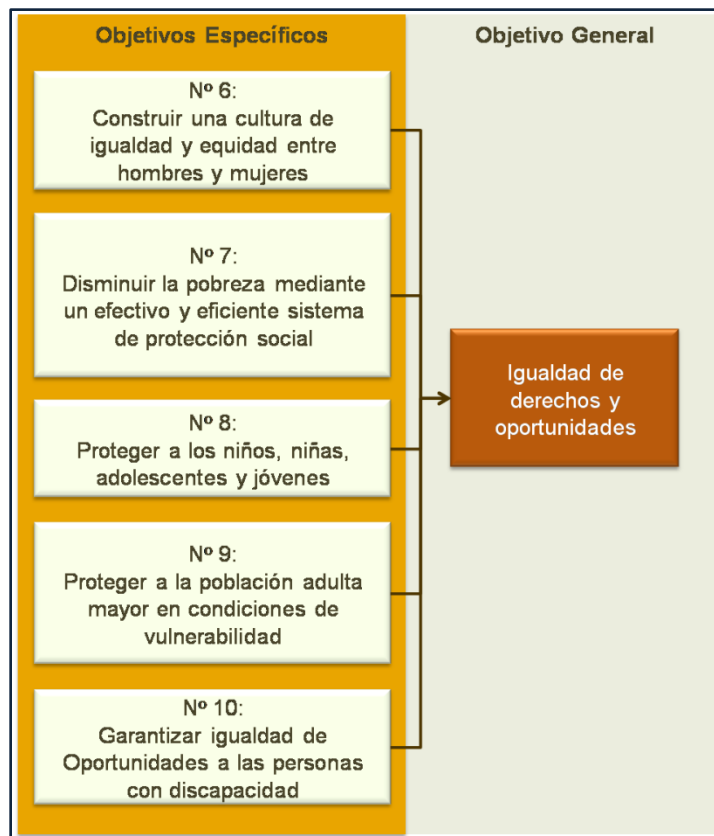 Objetivos Específicos
Objetivo General
Nº 6:
Construir una cultura de
igualdad y equidad entre
hombres y mujeres
Nº 7:
Disminuir la pobreza mediante
un efectivo y eficiente sistema
de protección social
Nº 8:
Proteger a los niños, niñas,
adolescentes y jóvenes
Nº 9:
Proteger a la población adulta
mayor en condiciones de
vulnerabilidad
Nº 10:
Garantizar igualdad de
Oportunidades a las personas
con discapacidad
Igualdad de
derechos y
oportunidades